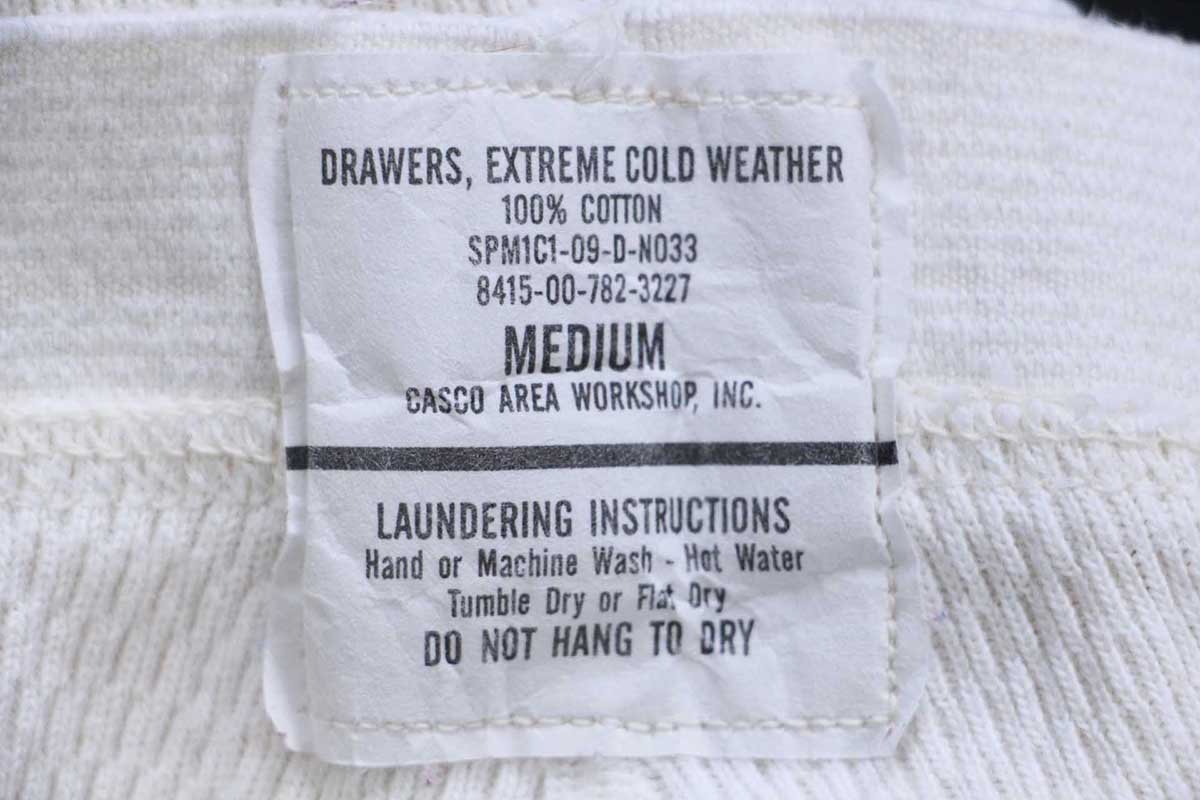 DRAWERS, EXTREME COLD WEATHER
100% COTTON
SPM1C1-09-D-N033
8415-00-782-3227
MEDIUM
CASCO AREA WORKSHOP, INC.
LAUNDERING INSTRUCTIONS
Hand or Machine Wash - Hot Water
Tumble Dry or Flat Dry
DO NOT HANG TO DRY